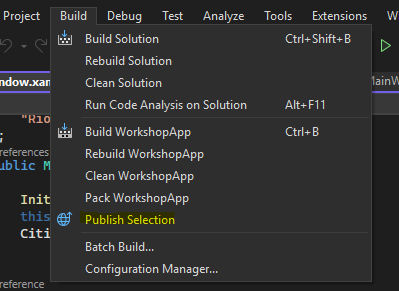 Project Build Debug Test Analyze Tools Extensions W
Build Solution Ctrl+Shift+B
Rebuild Solution
ndow.xan
Clean Solution
MainW
Run Code Analysis on Solution Alt+F11
"Rio
Build WorkshopApp Ctrl+B
;
references
Rebuild WorkshopApp
public M
Clean WorkshopApp
Pack WorkshopApp
Init
this
Publish Selection
Citi
Batch Build...
Configuration Manager...
reference